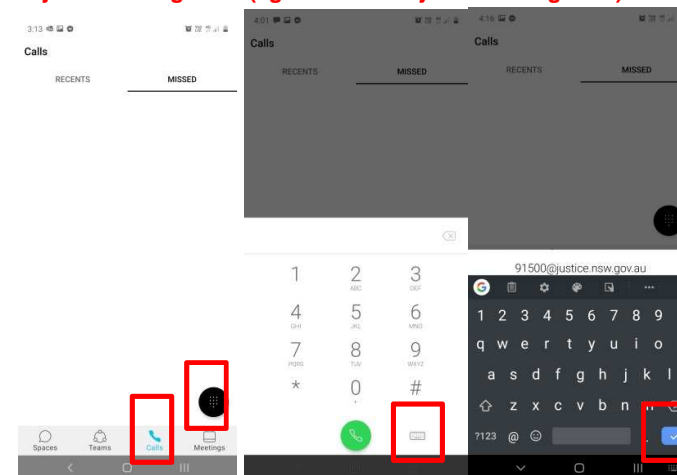 3:13
Calls
RECENTS MISSED
Spaces Teams Calls Meetings
4:01
Calls
RECENTS MISSED
1 2 3
ABC DEF
4 5 6
GHI JKL MNO
7 8 9
PQRS TUV WXYZ
* 0 #
+
4:16
Calls
RECENTS MISSED
91500@justice.nsw.gov.au
G
1 2 3 4 5 6 7 8 9
q w e r t y u i o
a s d f g h j k l
z x c v b n m
?123 @ .